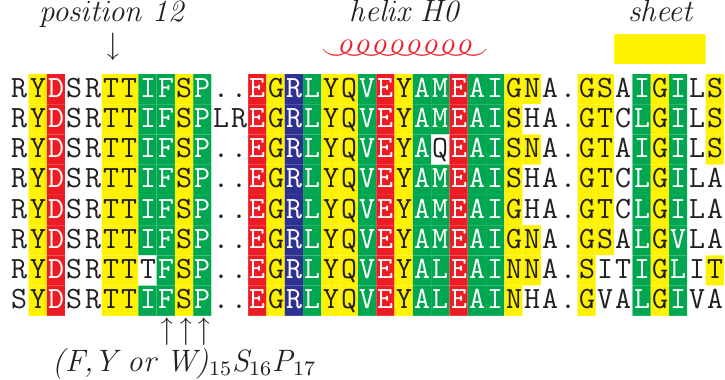 position 12 helix H0 sheet
RYDSRTTIFSP..EGRLYQVEYAMEAIGNA.GSAIGILS
RYDSRTTIFSPLREGRLYQVEYAMEAISHA.GTCLGILS
RYDSRTTIFSP..EGRLYQVEYAQEAISNA.GTAIGILS
RYDSRTTIFSP..EGRLYQVEYAMEAISHA.GTCLGILA
RYDSRTTIFSP..EGRLYQVEYAMEAIGHA.GTCLGILA
RYDSRTTIFSP..EGRLYQVEYAMEAIGNA.GSALGVLA
RYDSRTTTFSP..EGRLYQVEYALEAINNA.SITIGLIT
SYDSRTTIFSP..EGRLYQVEYALEAINHA.GVALGIVA
(F,Y or W)₁₅S₁₆P₁₇